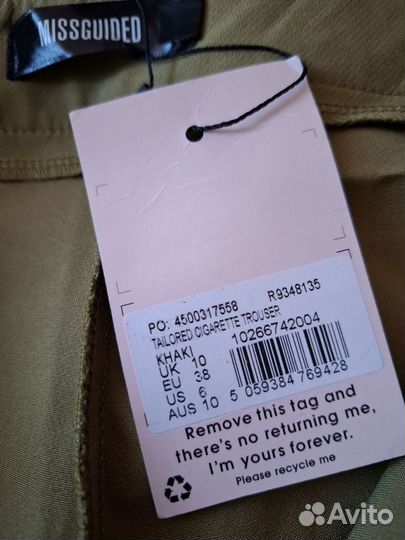 MISSGUIDED
PO: 4500317558 R9348135
TAILORED CIGARETTE TROUSER
KHAKI 10266742004
UK 10
EU 38
US 6
AUS 10 5 059384 769428
Remove this tag and
there's no returning me,
I'm yours forever.
Please recycle me
Avito